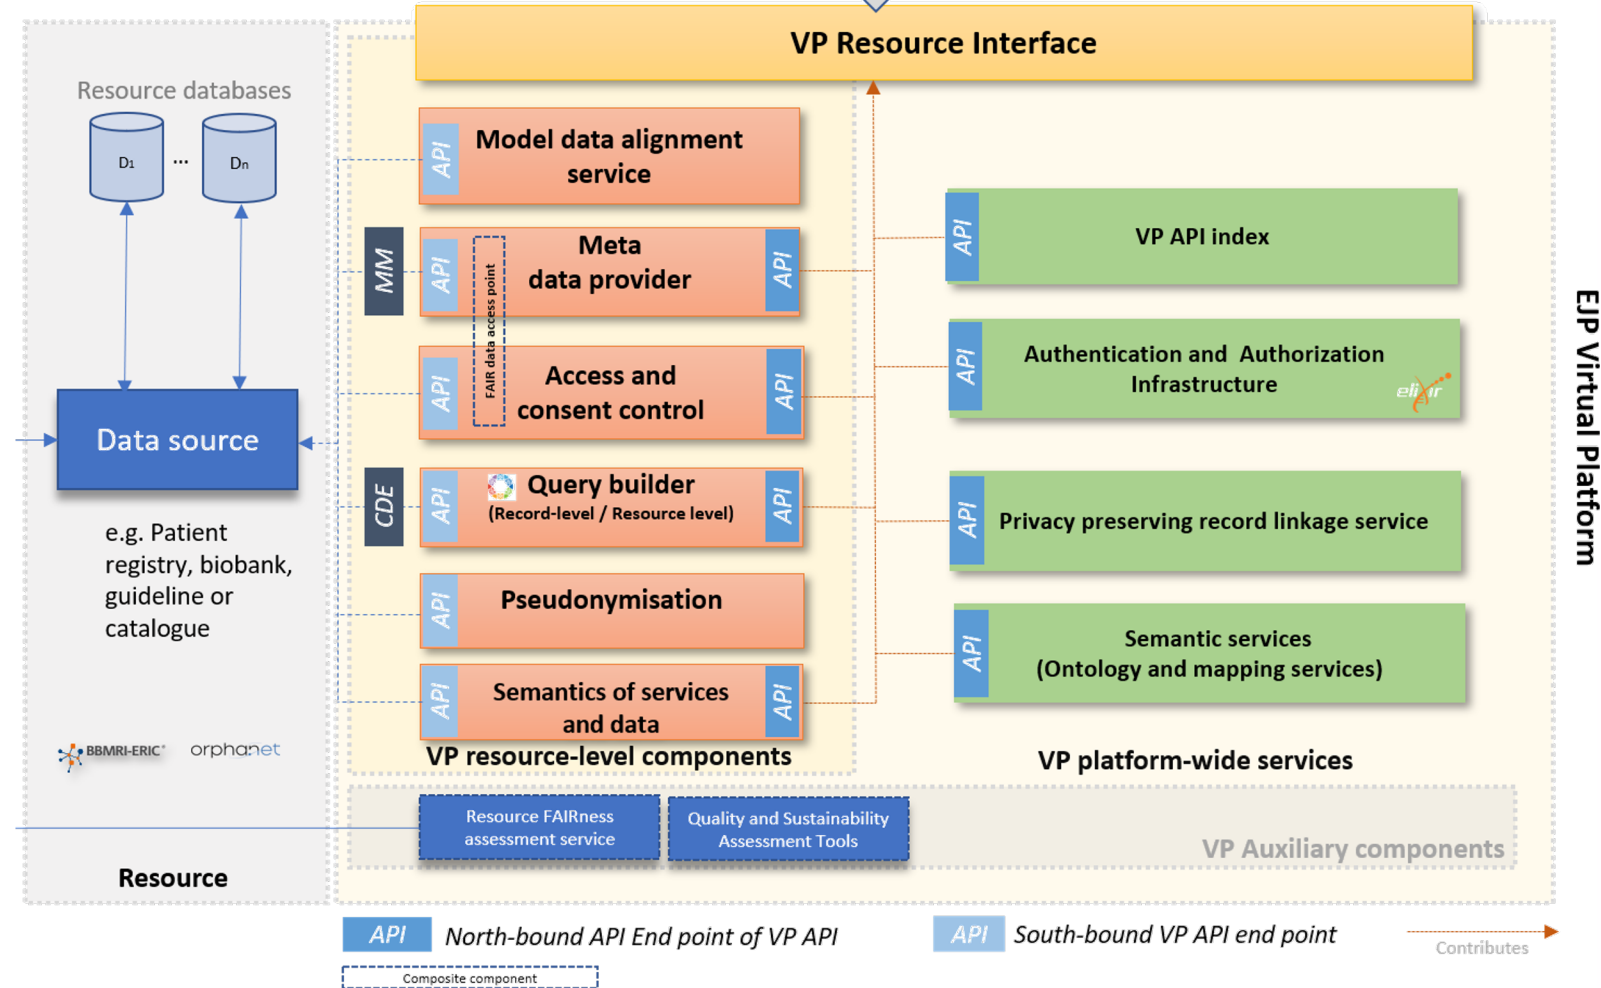 VP Resource Interface
Resource databases
D1
...
Dn
Data source
e.g. Patient
registry, biobank,
guideline or
catalogue
BBMRI-ERIC
orphanet
Resource
API
Model data alignment
service
MM
API
Meta
data provider
API
FAIR data access point
API
Access and
consent control
API
CDE
API
Query builder
(Record-level / Resource level)
API
API
Pseudonymisation
API
Semantics of services
and data
API
VP resource-level components
API
VP API index
API
Authentication and Authorization
Infrastructure
elixir
API
Privacy preserving record linkage service
API
Semantic services
(Ontology and mapping services)
VP platform-wide services
EJP Virtual Platform
Resource FAIRness
assessment service
Quality and Sustainability
Assessment Tools
VP Auxiliary components
API
North-bound API End point of VP API
API
South-bound VP API end point
Contributes
Composite component